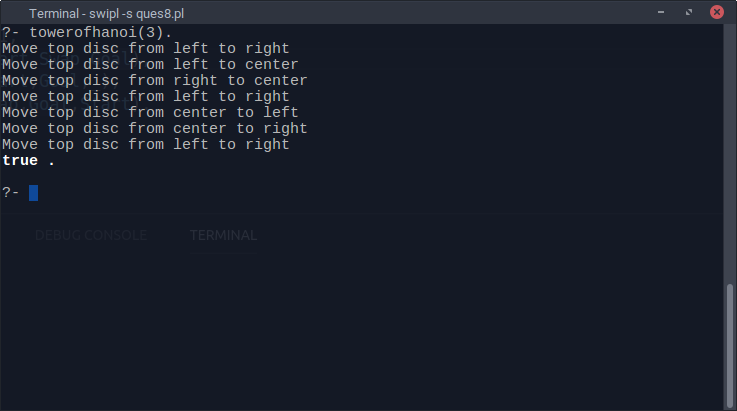 Terminal - swipl -s ques8.pl
?- towerofhanoi(3).
Move top disc from left to right
Move top disc from left to center
Move top disc from right to center
Move top disc from left to right
Move top disc from center to left
Move top disc from center to right
Move top disc from left to right
true .
?-
DEBUG CONSOLE TERMINAL